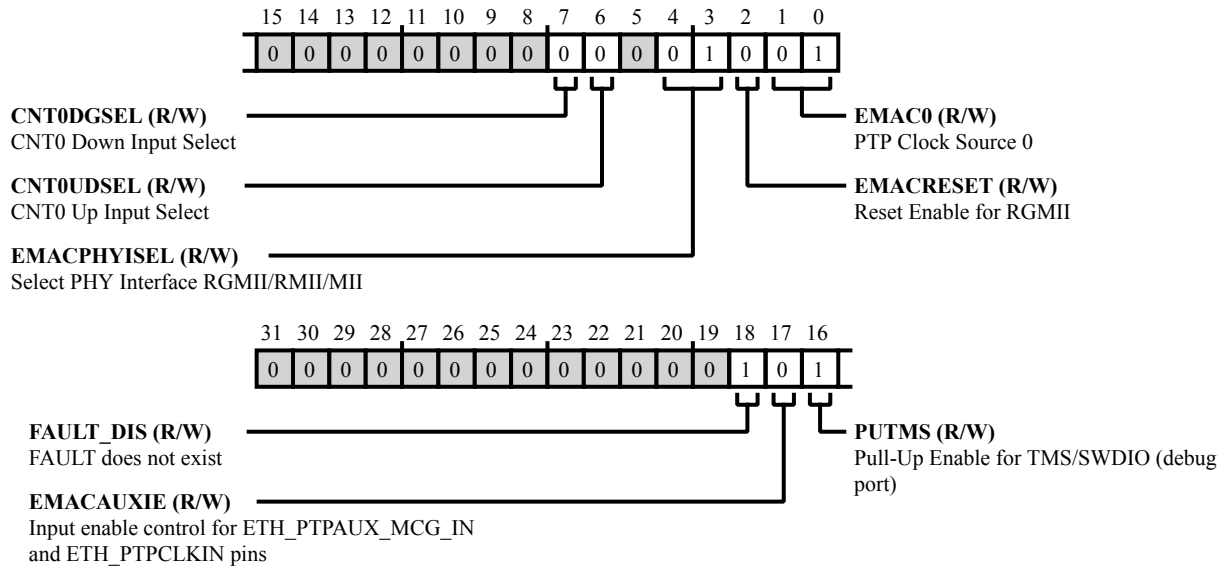 15 14 13 12 11 10 9 8 7 6 5 4 3 2 1 0
0 0 0 0 0 0 0 0 0 0 0 0 1 0 0 1
CNT0DGSEL (R/W)
CNT0 Down Input Select
EMAC0 (R/W)
PTP Clock Source 0
CNT0UDSEL (R/W)
CNT0 Up Input Select
EMACRESET (R/W)
Reset Enable for RGMII
EMACPHYISEL (R/W)
Select PHY Interface RGMII/RMII/MII
31 30 29 28 27 26 25 24 23 22 21 20 19 18 17 16
0 0 0 0 0 0 0 0 0 0 0 0 0 1 0 1
FAULT_DIS (R/W)
FAULT does not exist
PUTMS (R/W)
Pull-Up Enable for TMS/SWDIO (debug
port)
EMACAUXIE (R/W)
Input enable control for ETH_PTPAUX_MCG_IN
and ETH_PTPCLKIN pins